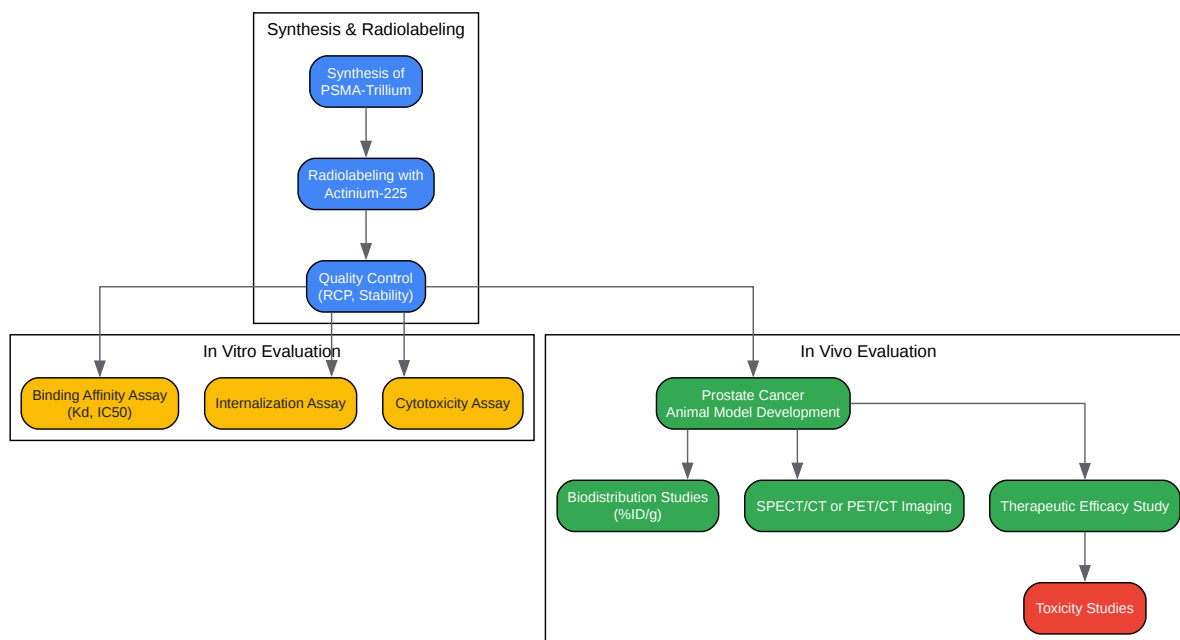 Synthesis & Radiolabeling
Synthesis of
PSMA-Trillium
Radiolabeling with
Actinium-225
Quality Control
(RCP, Stability)
In Vitro Evaluation
Binding Affinity Assay
(Kd, IC50)
Internalization Assay
Cytotoxicity Assay
In Vivo Evaluation
Prostate Cancer
Animal Model Development
Biodistribution Studies
(%ID/g)
SPECT/CT or PET/CT Imaging
Therapeutic Efficacy Study
Toxicity Studies